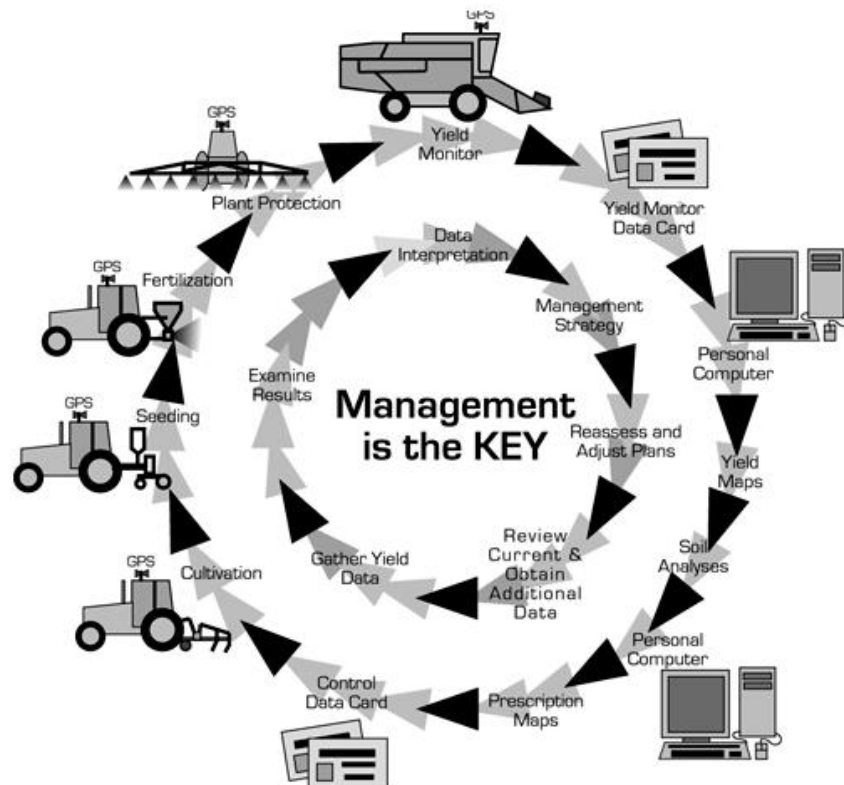 GPS
Yield
Monitor
GPS
Plant Protection
Yield Monitor
Data Card
GPS
Fertilization
Personal
Computer
GPS
Seeding
Yield
Maps
Soil
Analyses
GPS
Cultivation
Personal
Computer
Control
Data Card
Prescription
Maps
Data
Interpretation
Management
Strategy
Reassess and
Adjust Plans
Review
Current &
Obtain
Additional
Data
Gather Yield
Data
Examine
Results
Management
is the KEY